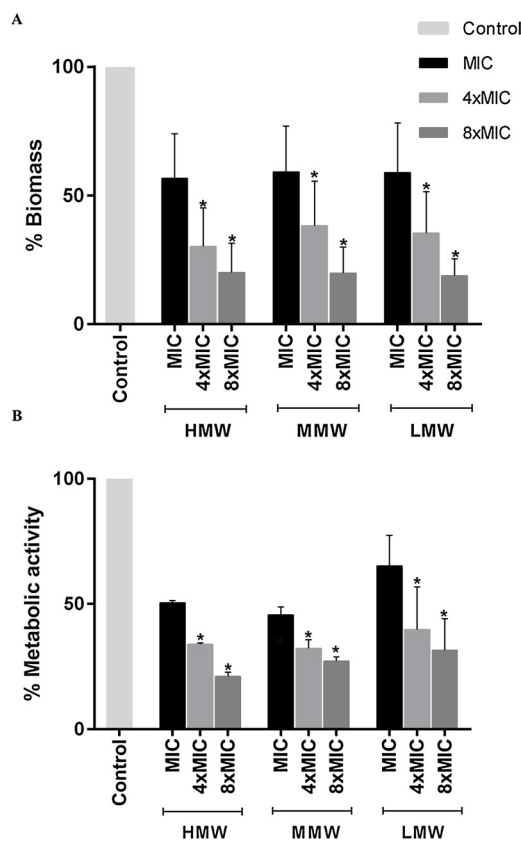 A
Control
MIC
4xMIC
8xMIC
100
50
0
% Biomass
* * * * * *
Control MIC 4xMIC 8xMIC MIC 4xMIC 8xMIC MIC 4xMIC 8xMIC
HMW MMW LMW
B
100
50
0
% Metabolic activity
* * * * * *
Control MIC 4xMIC 8xMIC MIC 4xMIC 8xMIC MIC 4xMIC 8xMIC
HMW MMW LMW